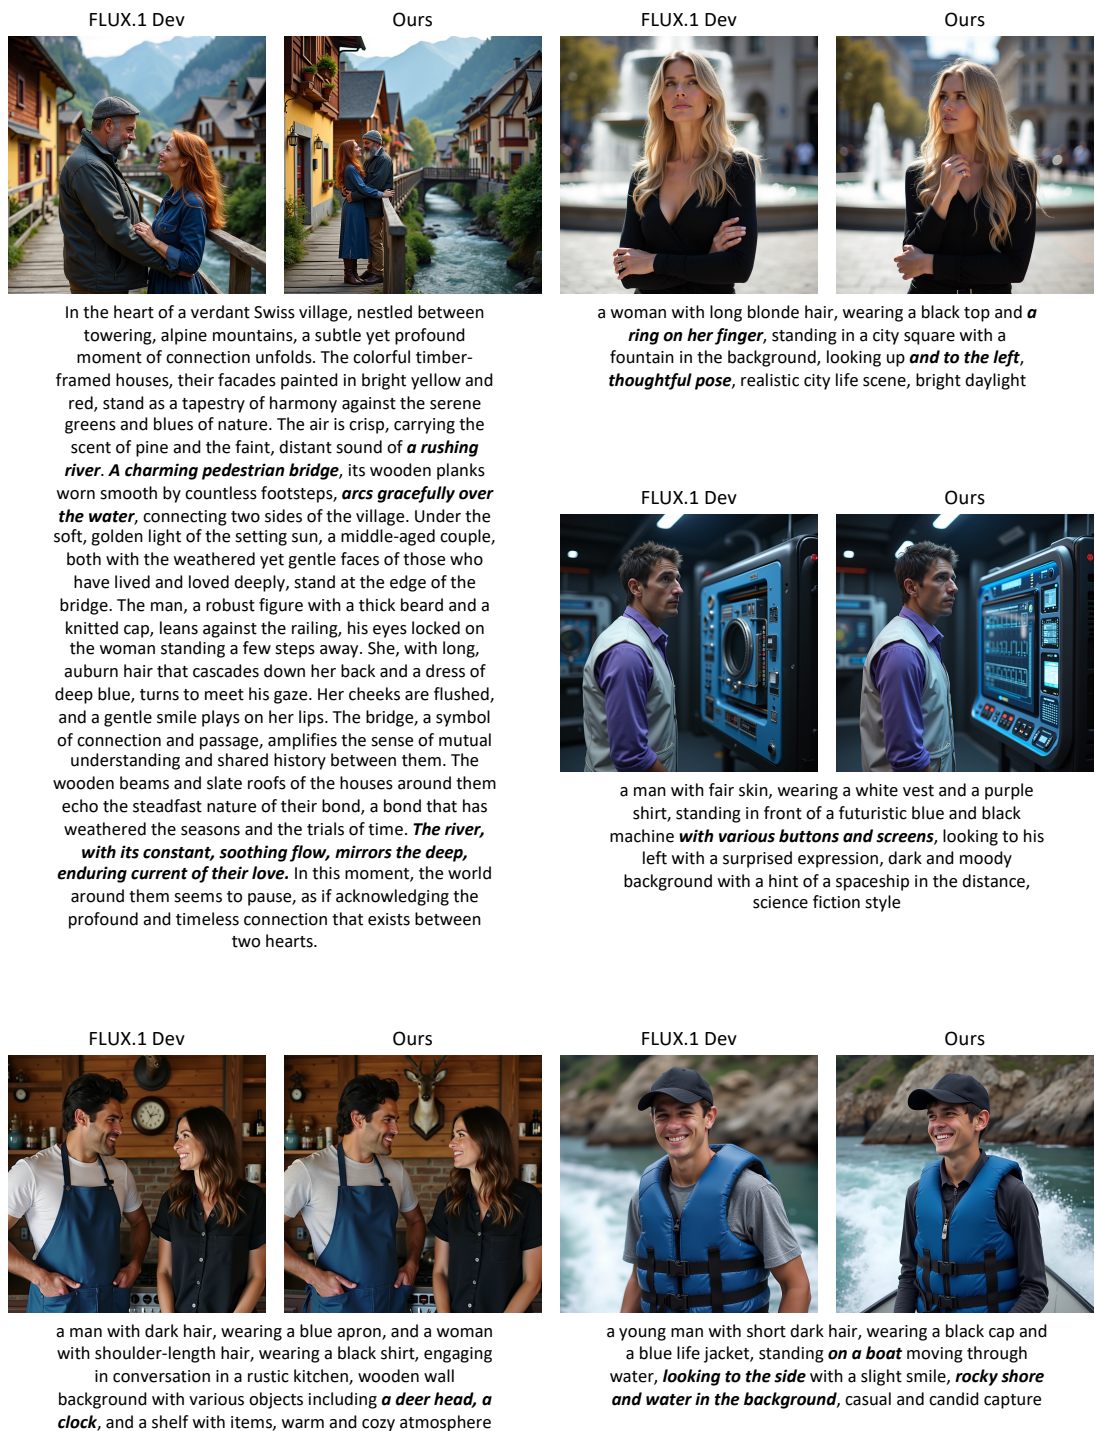 FLUX.1 Dev
Ours
In the heart of a verdant Swiss village, nestled between
towering, alpine mountains, a subtle yet profound
moment of connection unfolds. The colorful timber-
framed houses, their facades painted in bright yellow and
red, stand as a tapestry of harmony against the serene
greens and blues of nature. The air is crisp, carrying the
scent of pine and the faint, distant sound of a rushing
river. A charming pedestrian bridge, its wooden planks
worn smooth by countless footsteps, arcs gracefully over
the water, connecting two sides of the village. Under the
soft, golden light of the setting sun, a middle-aged couple,
both with the weathered yet gentle faces of those who
have lived and loved deeply, stand at the edge of the
bridge. The man, a robust figure with a thick beard and a
knitted cap, leans against the railing, his eyes locked on
the woman standing a few steps away. She, with long,
auburn hair that cascades down her back and a dress of
deep blue, turns to meet his gaze. Her cheeks are flushed,
and a gentle smile plays on her lips. The bridge, a symbol
of connection and passage, amplifies the sense of mutual
understanding and shared history between them. The
wooden beams and slate roofs of the houses around them
echo the steadfast nature of their bond, a bond that has
weathered the seasons and the trials of time. The river,
with its constant, soothing flow, mirrors the deep,
enduring current of their love. In this moment, the world
around them seems to pause, as if acknowledging the
profound and timeless connection that exists between
two hearts.
FLUX.1 Dev
Ours
a woman with long blonde hair, wearing a black top and a
ring on her finger, standing in a city square with a
fountain in the background, looking up and to the left,
thoughtful pose, realistic city life scene, bright daylight
FLUX.1 Dev
Ours
a man with fair skin, wearing a white vest and a purple
shirt, standing in front of a futuristic blue and black
machine with various buttons and screens, looking to his
left with a surprised expression, dark and moody
background with a hint of a spaceship in the distance,
science fiction style
FLUX.1 Dev
Ours
a man with dark hair, wearing a blue apron, and a woman
with shoulder-length hair, wearing a black shirt, engaging
in conversation in a rustic kitchen, wooden wall
background with various objects including a deer head, a
clock, and a shelf with items, warm and cozy atmosphere
FLUX.1 Dev
Ours
a young man with short dark hair, wearing a black cap and
a blue life jacket, standing on a boat moving through
water, looking to the side with a slight smile, rocky shore
and water in the background, casual and candid capture